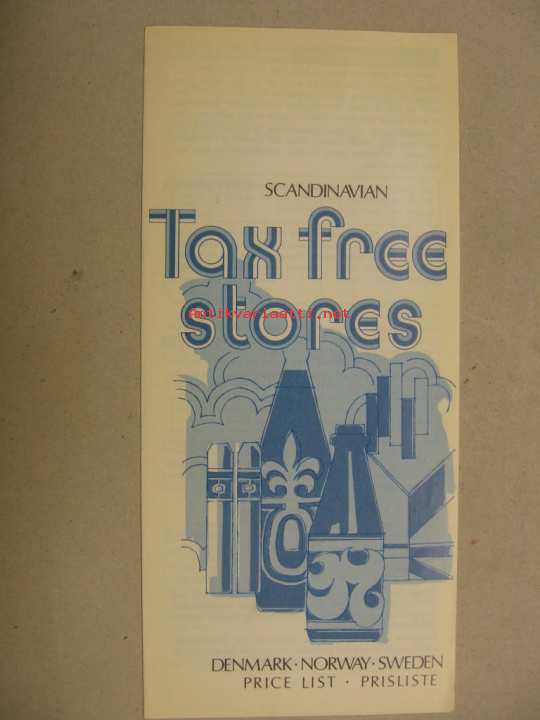 SCANDINAVIAN
Tax free
stores
antikvariaatti.net
DENMARK · NORWAY · SWEDEN
PRICE LIST · PRISLISTE